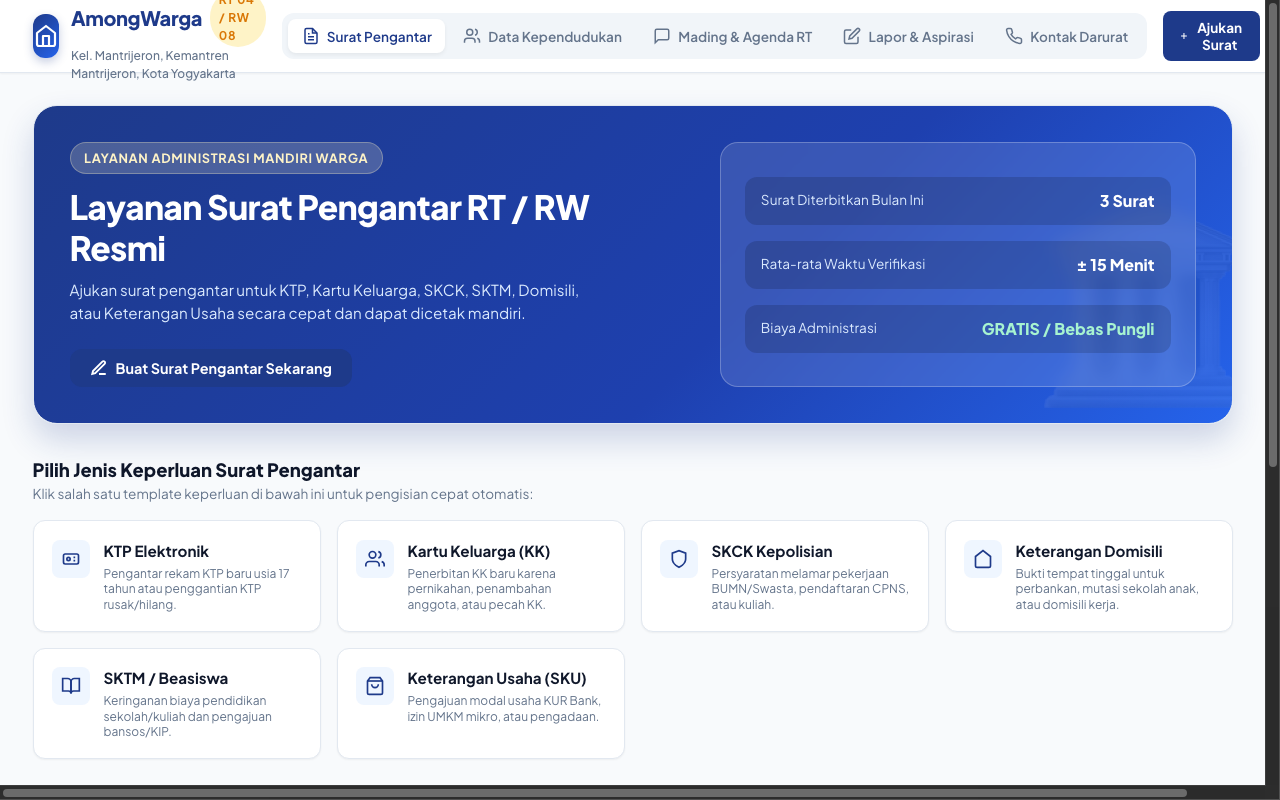 AmongWarga
RT 04
/ RW
08
Kel. Mantrijeron, Kemantren
Mantrijeron, Kota Yogyakarta
Surat Pengantar
Data Kependudukan
Mading & Agenda RT
Lapor & Aspirasi
Kontak Darurat
+ Ajukan
Surat
LAYANAN ADMINISTRASI MANDIRI WARGA
Layanan Surat Pengantar RT / RW
Resmi
Ajukan surat pengantar untuk KTP, Kartu Keluarga, SKCK, SKTM, Domisili,
atau Keterangan Usaha secara cepat dan dapat dicetak mandiri.
Buat Surat Pengantar Sekarang
Surat Diterbitkan Bulan Ini
3 Surat
Rata-rata Waktu Verifikasi
± 15 Menit
Biaya Administrasi
GRATIS / Bebas Pungli
Pilih Jenis Keperluan Surat Pengantar
Klik salah satu template keperluan di bawah ini untuk pengisian cepat otomatis:
KTP Elektronik
Pengantar rekam KTP baru usia 17
tahun atau penggantian KTP
rusak/hilang.
Kartu Keluarga (KK)
Penerbitan KK baru karena
pernikahan, penambahan
anggota, atau pecah KK.
SKCK Kepolisian
Persyaratan melamar pekerjaan
BUMN/Swasta, pendaftaran CPNS,
atau kuliah.
Keterangan Domisili
Bukti tempat tinggal untuk
perbankan, mutasi sekolah anak,
atau domisili kerja.
SKTM / Beasiswa
Keringanan biaya pendidikan
sekolah/kuliah dan pengajuan
bansos/KIP.
Keterangan Usaha (SKU)
Pengajuan modal usaha KUR Bank,
izin UMKM mikro, atau pengadaan.